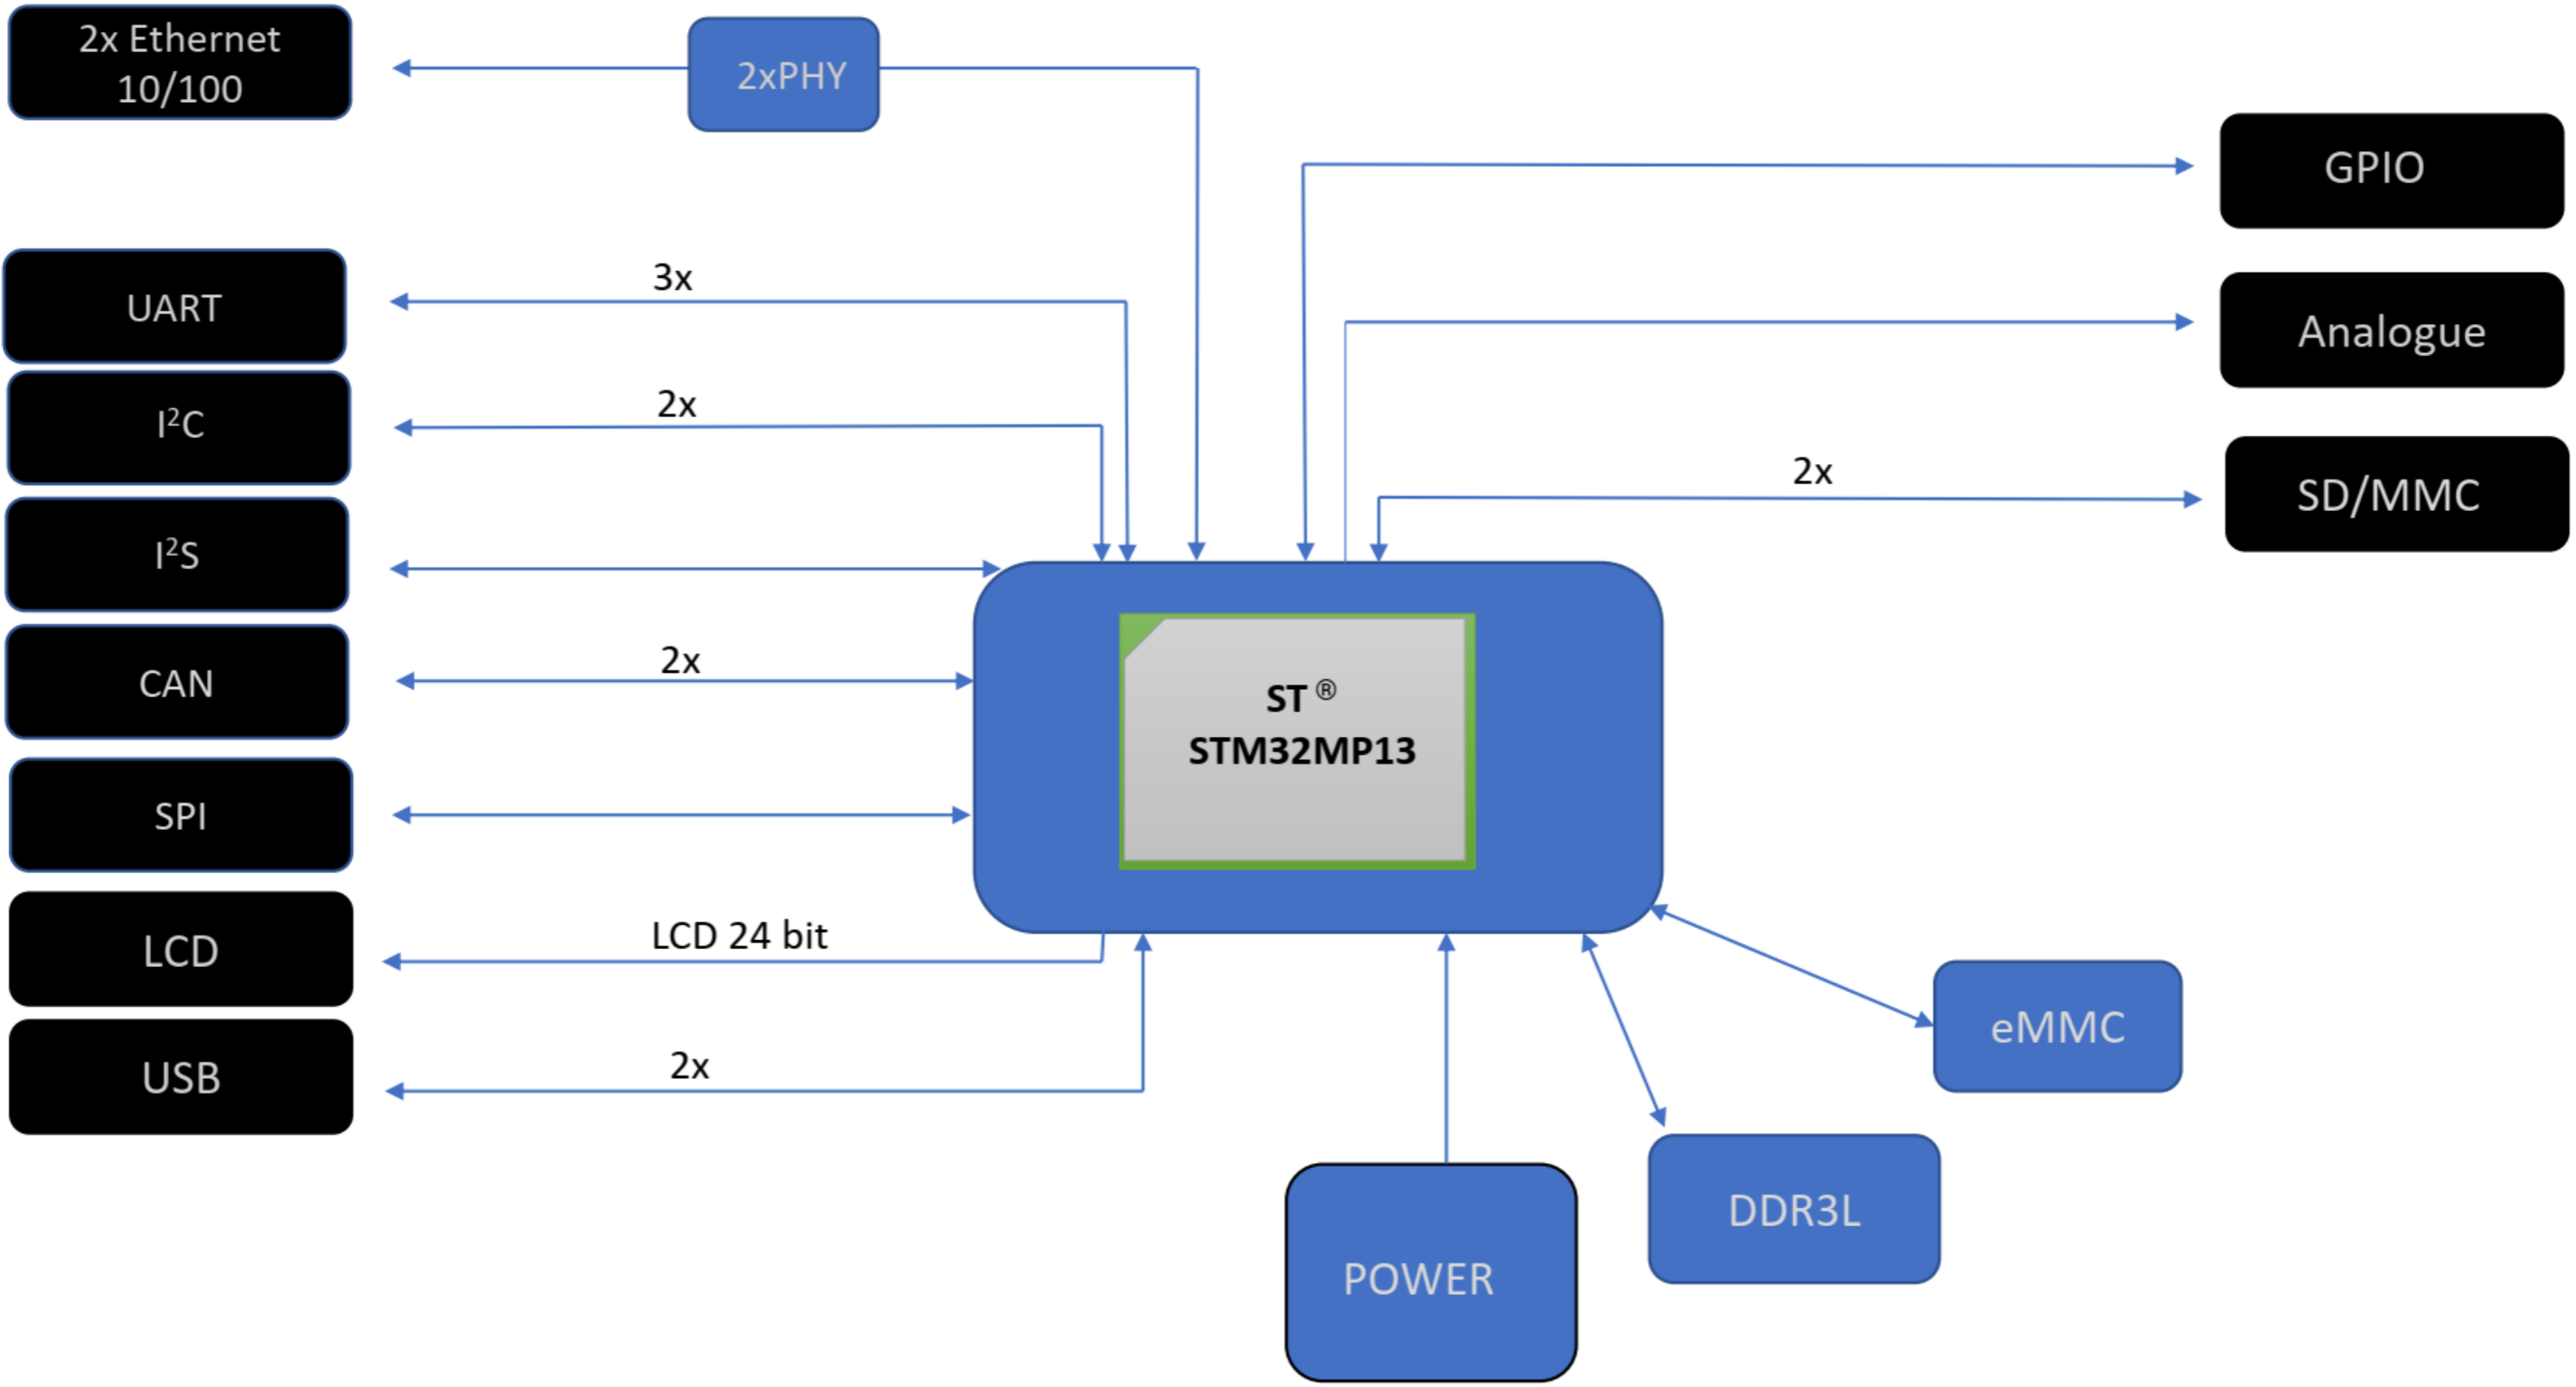 2x Ethernet
10/100
2xPHY
GPIO
3x
UART
Analogue
2x
I²C
2x
SD/MMC
I²S
2x
CAN
ST ®
STM32MP13
SPI
LCD 24 bit
LCD
eMMC
2x
USB
DDR3L
POWER